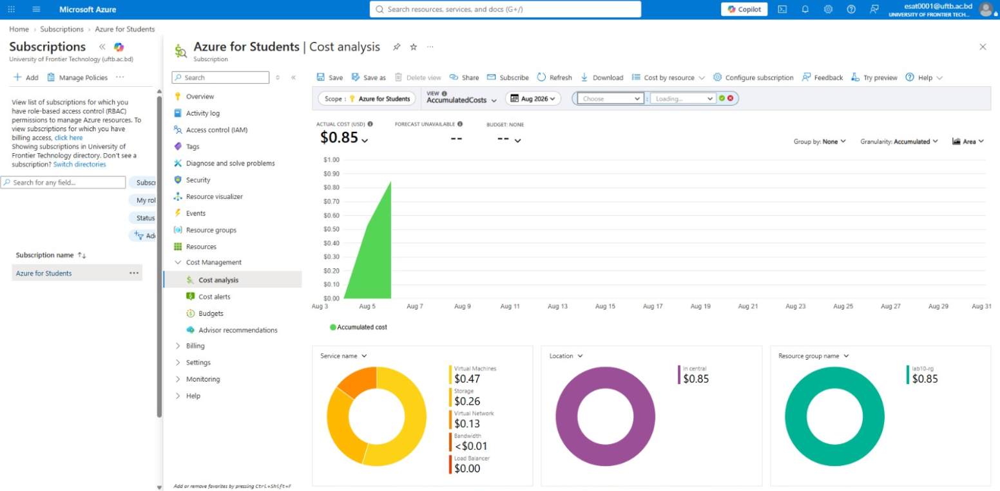 Microsoft Azure
Search resources, services, and docs (G+/)
Copilot
esat0001@uftb.ac.bd
UNIVERSITY OF FRONTIER TECH...
Home > Subscriptions > Azure for Students
Subscriptions
University of Frontier Technology (uftb.ac.bd)
+ Add Manage Policies ...
View list of subscriptions for which you
have role-based access control (RBAC)
permissions to manage Azure resources. To
view subscriptions for which you have
billing access, click here
Showing subscriptions in University of
Frontier Technology directory. Don't see a
subscription? Switch directories
Search for any field...
Subscr
My rol
Status
Add
Subscription name
Azure for Students ...
Azure for Students | Cost analysis ...
Subscription
Search
Overview
Activity log
Access control (IAM)
Tags
Diagnose and solve problems
Security
Resource visualizer
Events
Resource groups
Resources
Cost Management
Cost analysis
Cost alerts
Budgets
Advisor recommendations
Billing
Settings
Monitoring
Help
Add or remove favorites by pressing Ctrl+Shift+F
Save Save as Delete view Share Subscribe Refresh Download Cost by resource Configure subscription Feedback Try preview Help
Scope : Azure for Students
VIEW
AccumulatedCosts
Aug 2026
Choose : Loading...
ACTUAL COST (USD) FORECAST UNAVAILABLE BUDGET: NONE
$0.85 -- --
Group by: None Granularity: Accumulated Area
$1.00
$0.90
$0.80
$0.70
$0.60
$0.50
$0.40
$0.30
$0.20
$0.10
$0.00
Aug 3 Aug 5 Aug 7 Aug 9 Aug 11 Aug 13 Aug 15 Aug 17 Aug 19 Aug 21 Aug 23 Aug 25 Aug 27 Aug 29 Aug 31
Accumulated cost
Service name
Virtual Machines
$0.47
Storage
$0.26
Virtual Network
$0.13
Bandwidth
<$0.01
Load Balancer
$0.00
Location
in central
$0.85
Resource group name
lab10-rg
$0.85